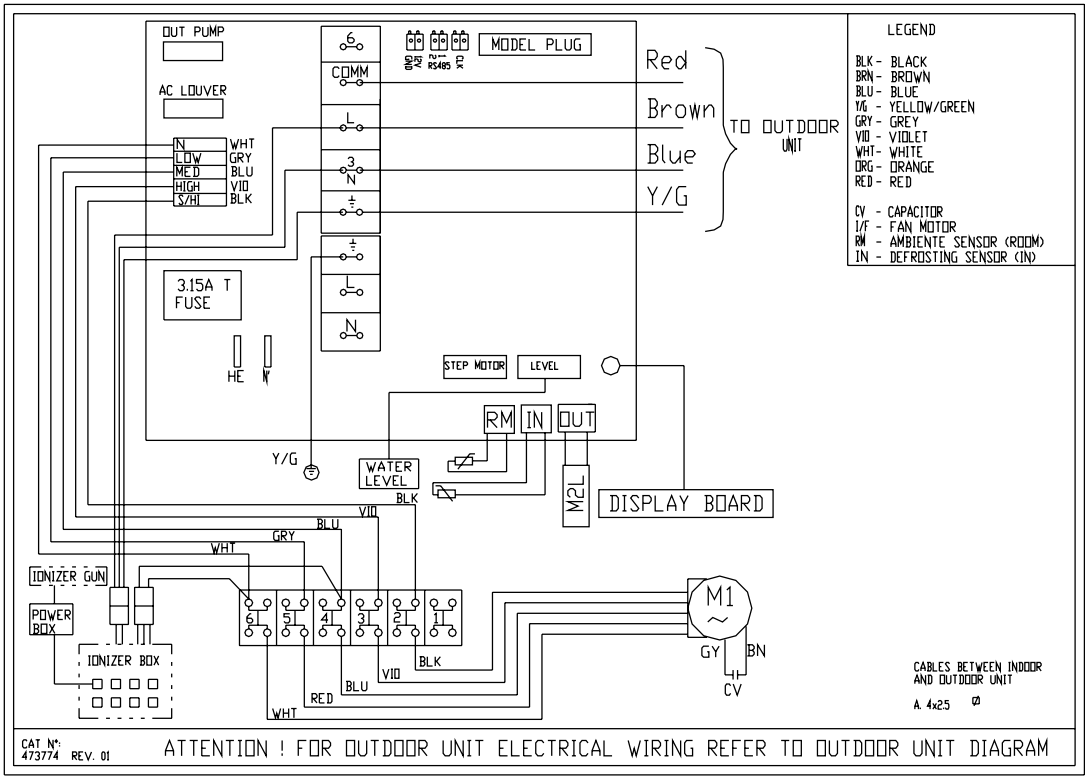 OUT PUMP
6
12V
GND
2 1
RS485
CLK
MODEL PLUG
COMM
Red
AC LOUVER
L
Brown
TO OUTDOOR
UNIT
N WHT
LOW GRY
MED BLU
HIGH VIO
S/HI BLK
3
N
Blue
Y/G
L
N
3.15A T
FUSE
HE
STEP MOTOR
LEVEL
RM
IN
OUT
Y/G
WATER
LEVEL
M2L
DISPLAY BOARD
BLK
VIO
BLU
GRY
WHT
IONIZER GUN
POWER
BOX
IONIZER BOX
6
5
4
3
2
1
BLK
VIO
BLU
RED
WHT
M1
~
GY
BN
CV
LEGEND
BLK - BLACK
BRN - BROWN
BLU - BLUE
Y/G - YELLOW/GREEN
GRY - GREY
VIO - VIOLET
WHT- WHITE
ORG - ORANGE
RED - RED
CV - CAPACITOR
I/F - FAN MOTOR
RM - AMBIENTE SENSOR (ROOM)
IN - DEFROSTING SENSOR (IN)
CABLES BETWEEN INDOOR
AND OUTDOOR UNIT
A. 4x2.5 Ø
CAT N°:
473774 REV. 01
ATTENTION ! FOR OUTDOOR UNIT ELECTRICAL WIRING REFER TO OUTDOOR UNIT DIAGRAM